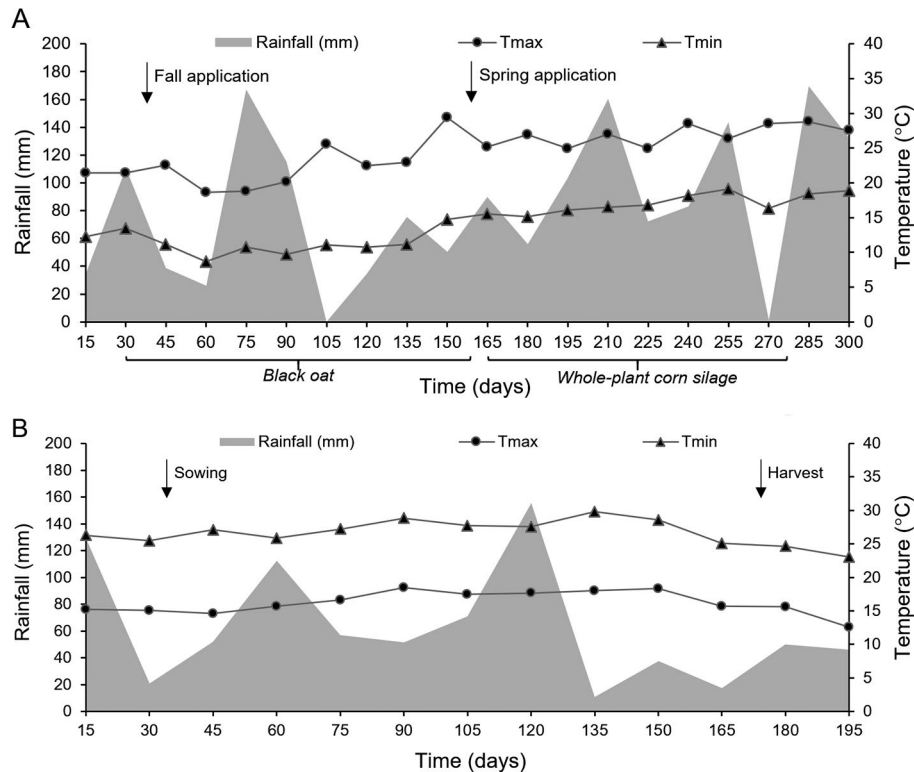 A
Rainfall (mm) Tmax Tmin
Fall application Spring application
Rainfall (mm)
200
180
160
140
120
100
80
60
40
20
0
Temperature (°C)
40
35
30
25
20
15
10
5
0
15 30 45 60 75 90 105 120 135 150 165 180 195 210 225 240 255 270 285 300
Black oat Whole-plant corn silage
Time (days)
B
Rainfall (mm) Tmax Tmin
Sowing Harvest
Rainfall (mm)
200
180
160
140
120
100
80
60
40
20
0
Temperature (°C)
40
35
30
25
20
15
10
5
0
15 30 45 60 75 90 105 120 135 150 165 180 195
Time (days)